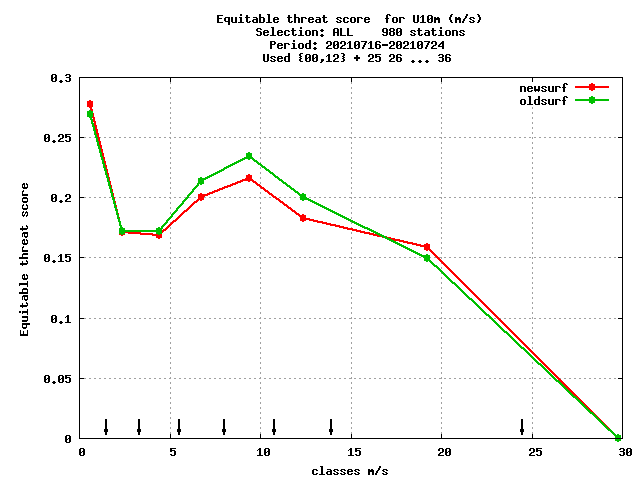 Equitable threat score  for U10m (m/s)
Selection: ALL    980 stations
Period: 20210716-20210724
Used {00,12} + 25 26 ... 36
newsurf
oldsurf
0.3
0.25
0.2
0.15
0.1
0.05
0
Equitable threat score
0 5 10 15 20 25 30
classes m/s